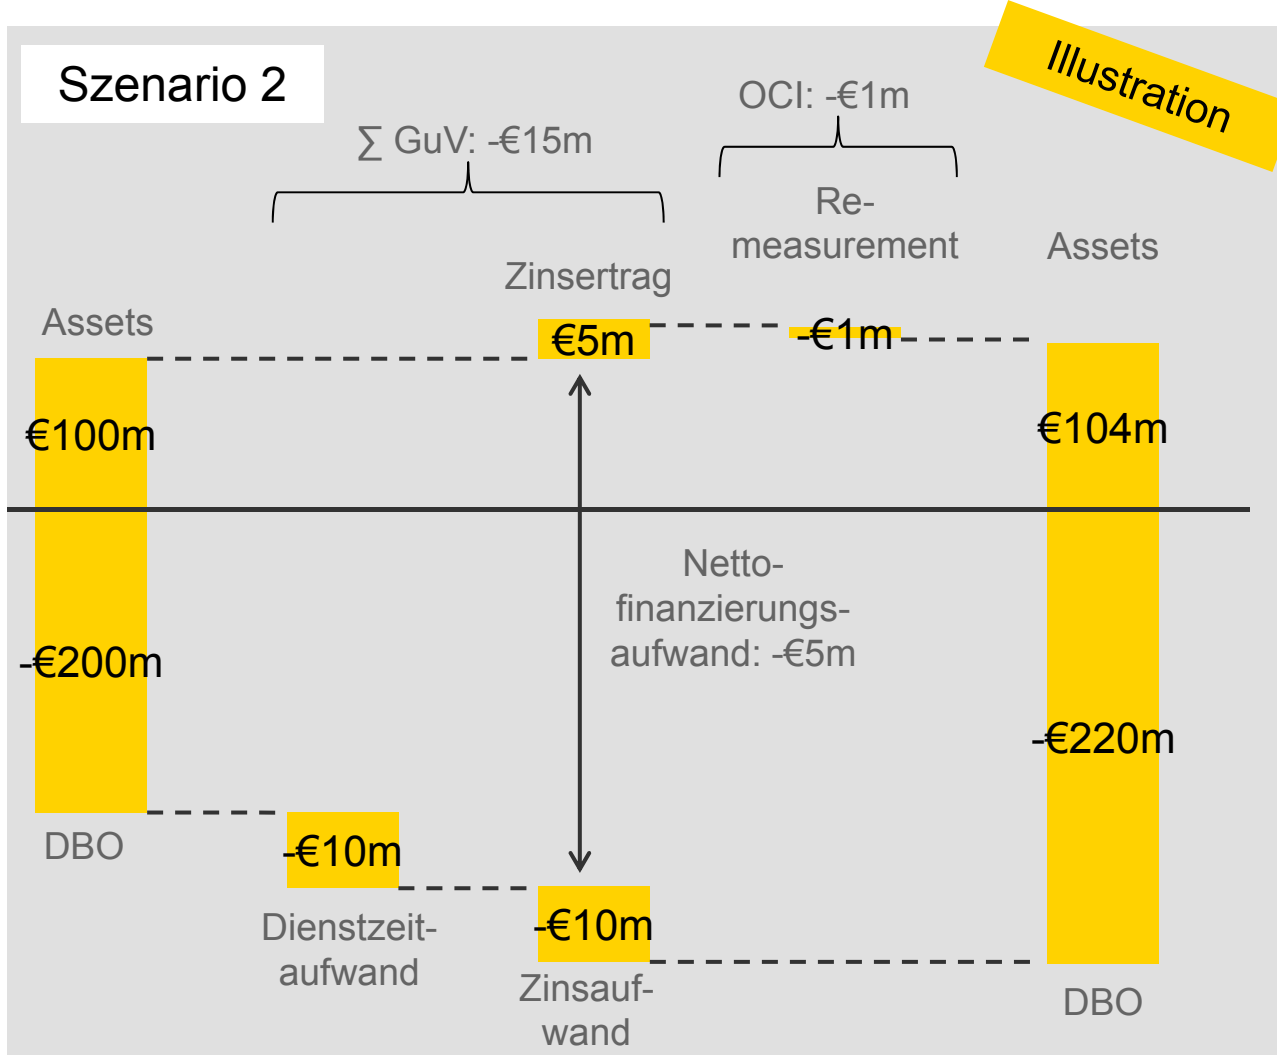 Szenario 2
Illustration
OCI: -€1m
∑ GuV: -€15m
Re-
measurement
Assets
Zinsertrag
Assets
€5m
-€1m
€100m
€104m
Netto-
finanzierungs-
aufwand: -€5m
-€200m
-€220m
DBO
-€10m
Dienstzeit-
aufwand
-€10m
Zinsauf-
wand
DBO